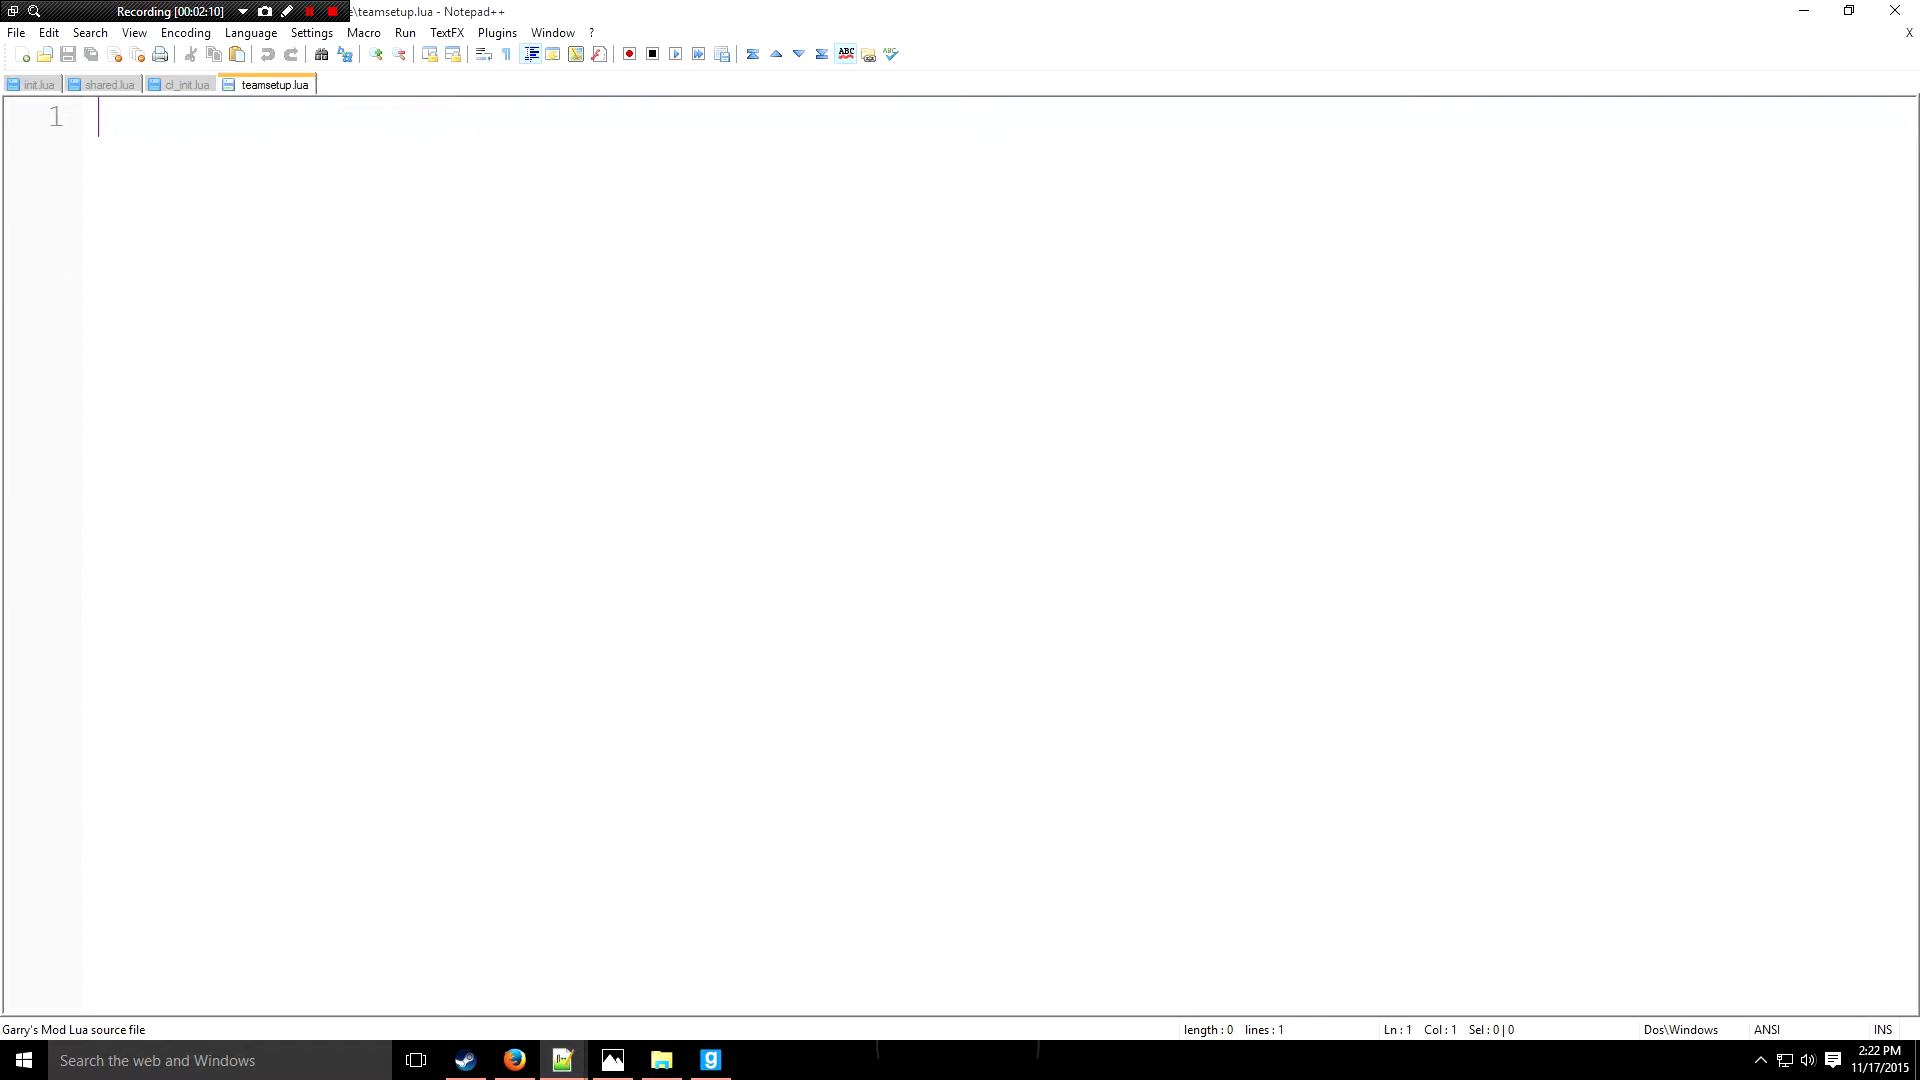 Recording [00:02:10] e\teamsetup.lua - Notepad++
File Edit Search View Encoding Language Settings Macro Run TextFX Plugins Window ? X
ABC ABC
init.lua shared.lua cl_init.lua teamsetup.lua
1
Garry's Mod Lua source file length : 0 lines : 1 Ln : 1 Col : 1 Sel : 0 | 0 Dos\Windows ANSI INS
Search the web and Windows g 2:22 PM
11/17/2015